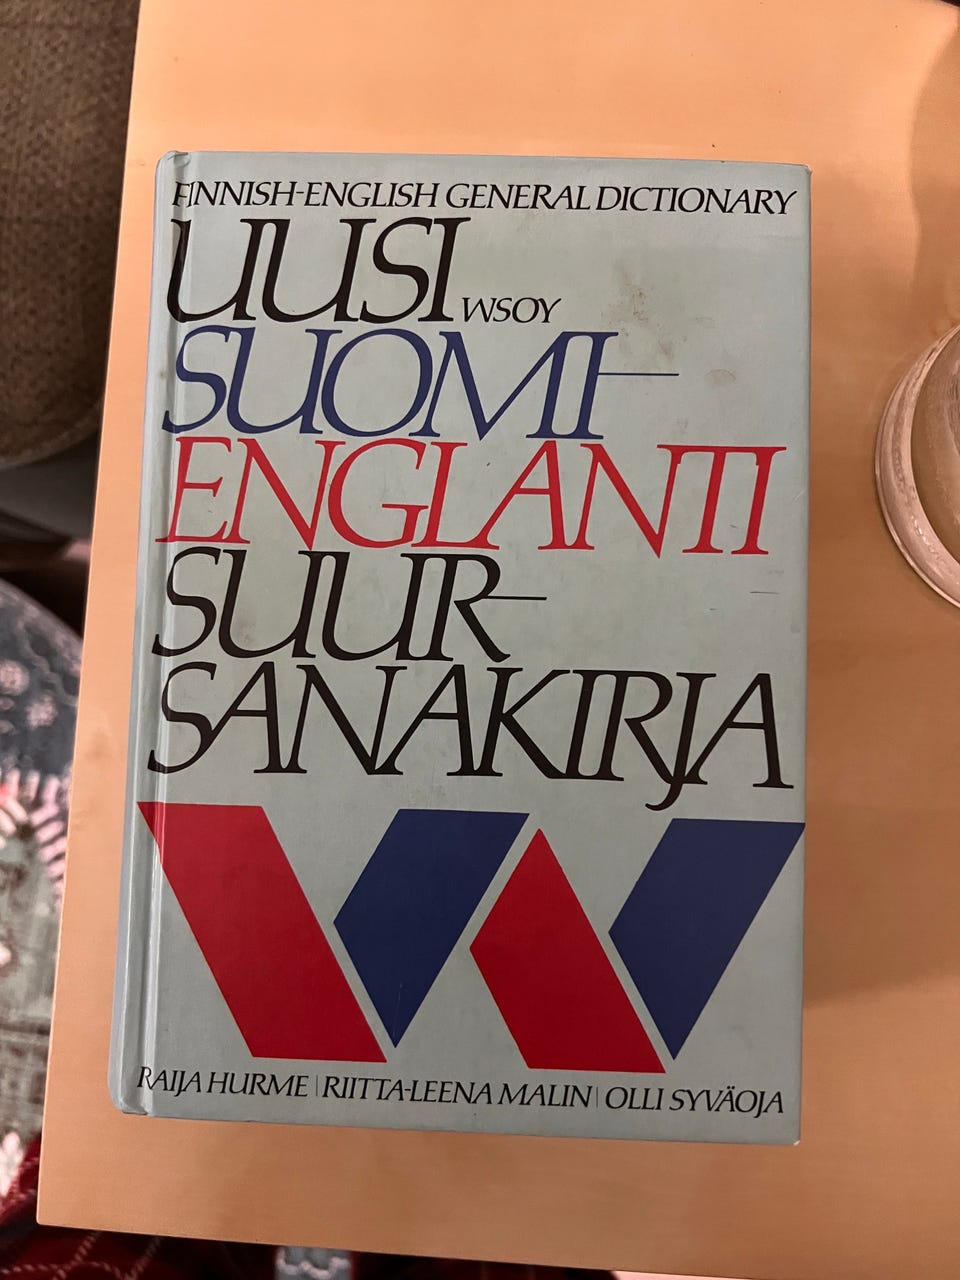 FINNISH-ENGLISH GENERAL DICTIONARY
UUSI WSOY
SUOMI-
ENGLANTI
SUUR-
SANAKIRJA
RAIJA HURME | RIITTA-LEENA MALIN | OLLI SYVÄOJA